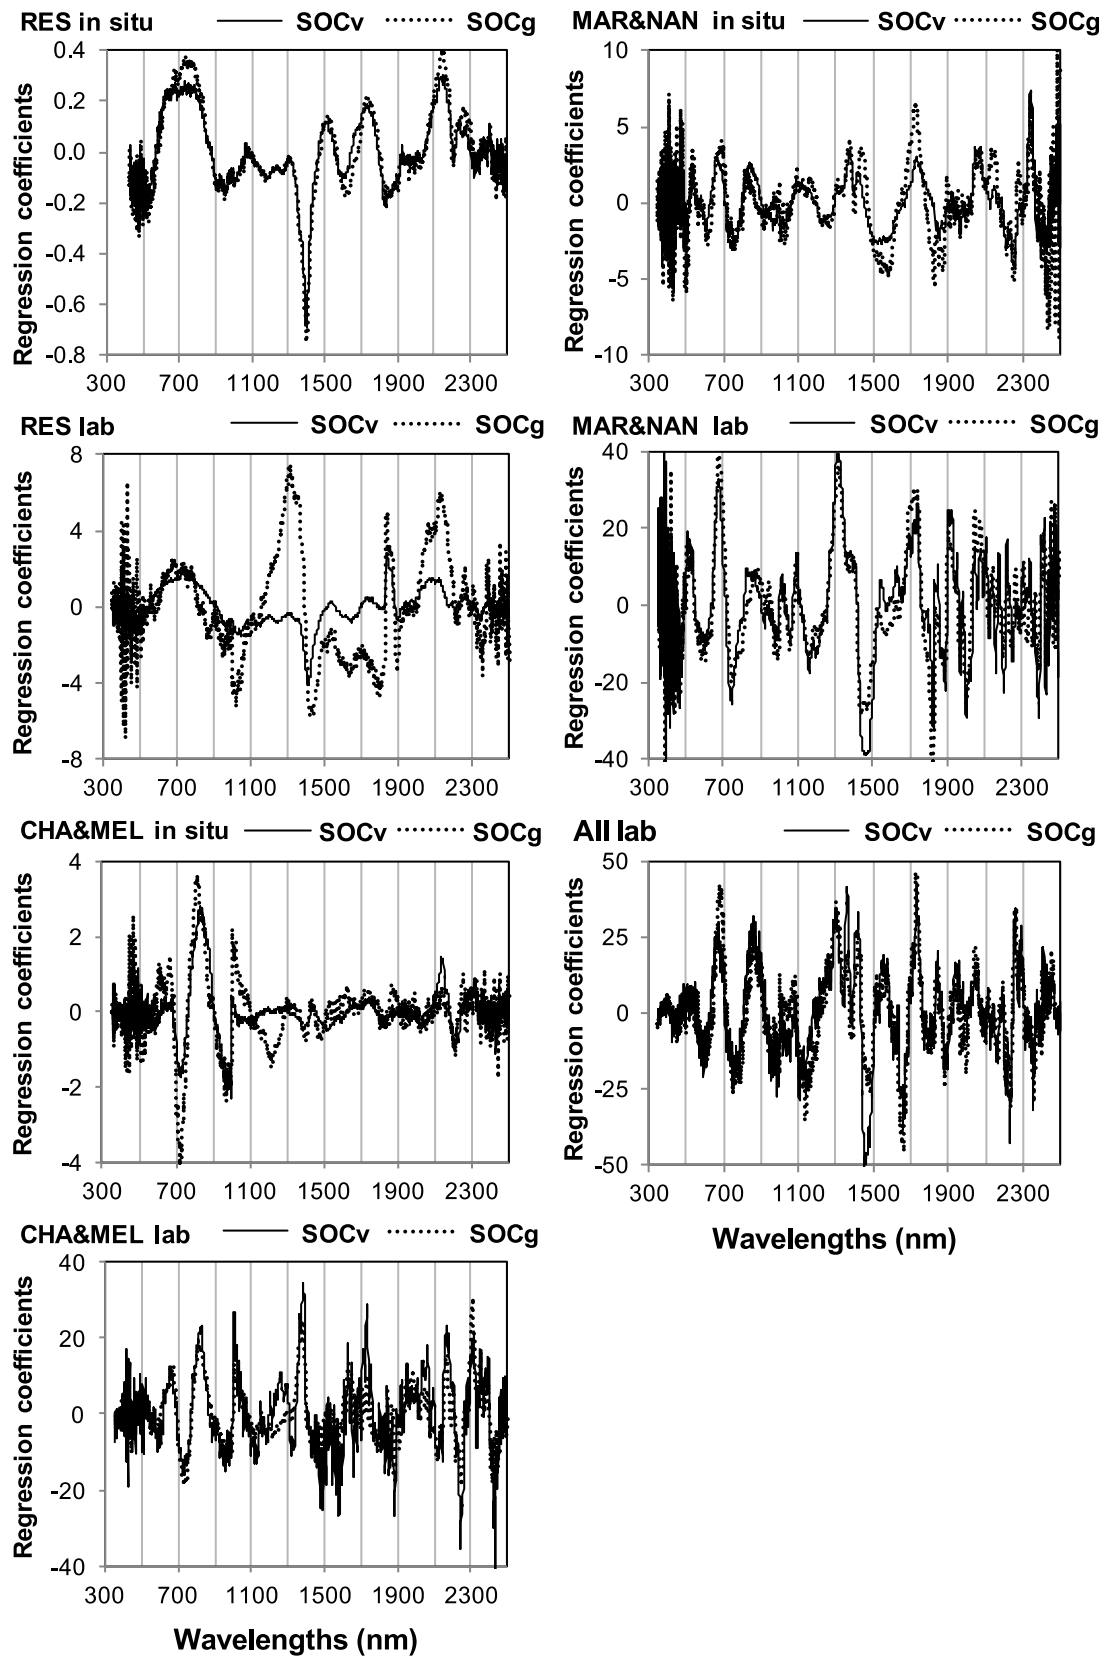 RES in situ SOCv SOCg
Regression coefficients
0.4
0.2
0.0
-0.2
-0.4
-0.6
-0.8
300 700 1100 1500 1900 2300
MAR&NAN in situ SOCv SOCg
Regression coefficients
10
5
0
-5
-10
300 700 1100 1500 1900 2300
RES lab SOCv SOCg
Regression coefficients
8
4
0
-4
-8
300 700 1100 1500 1900 2300
MAR&NAN lab SOCv SOCg
Regression coefficients
40
20
0
-20
-40
300 700 1100 1500 1900 2300
CHA&MEL in situ SOCv SOCg
Regression coefficients
4
2
0
-2
-4
300 700 1100 1500 1900 2300
All lab SOCv SOCg
Regression coefficients
50
25
0
-25
-50
300 700 1100 1500 1900 2300
Wavelengths (nm)
CHA&MEL lab SOCv SOCg
Regression coefficients
40
20
0
-20
-40
300 700 1100 1500 1900 2300
Wavelengths (nm)